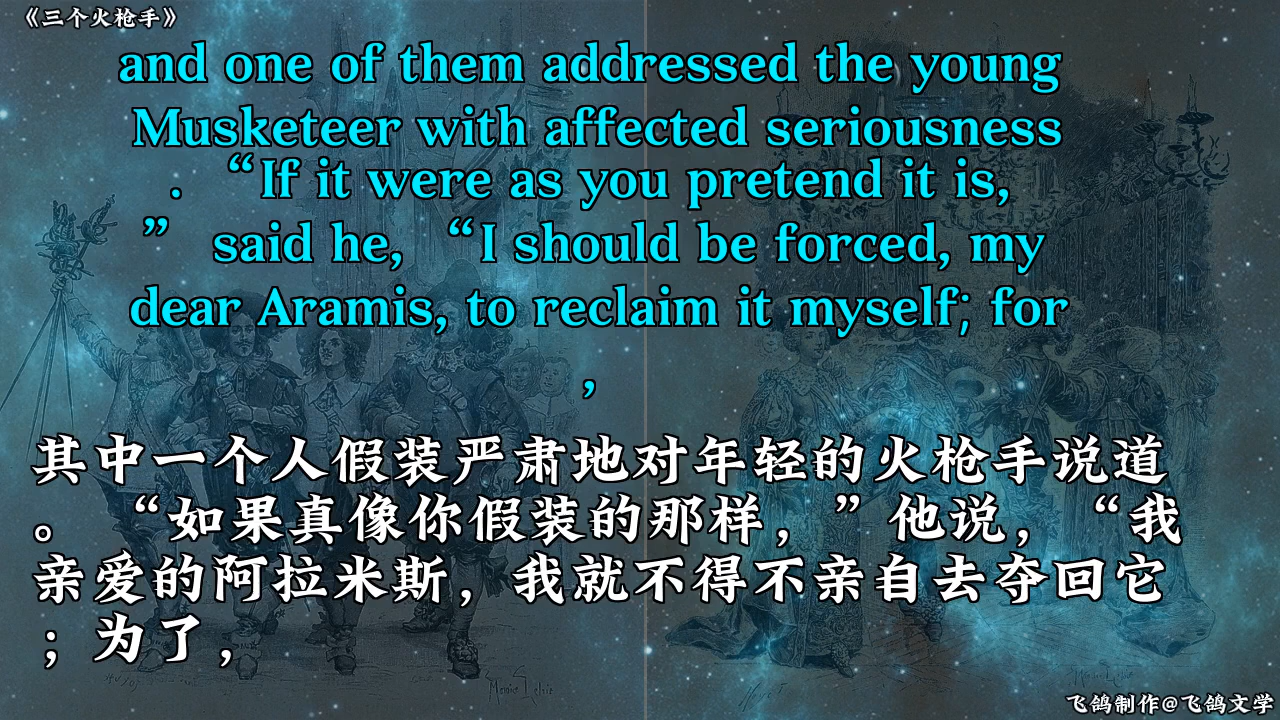 《三个火枪手》
and one of them addressed the young
Musketeer with affected seriousness
. “If it were as you pretend it is,
” said he, “I should be forced, my
dear Aramis, to reclaim it myself; for
,
其中一个人假装严肃地对年轻的火枪手说道
。“如果真像你假装的那样，”他说，“我
亲爱的阿拉米斯，我就不得不亲自去夺回它
；为了，
飞鸽制作@飞鸽文学